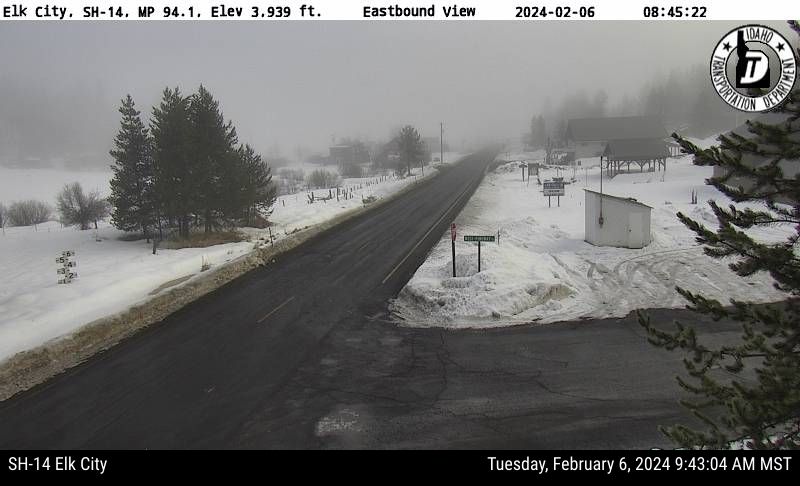 Elk City, SH-14, MP 94.1, Elev 3,939 ft. Eastbound View 2024-02-06 08:45:22
IDAHO
TRANSPORTATION DEPARTMENT
SH-14 Elk City Tuesday, February 6, 2024 9:43:04 AM MST